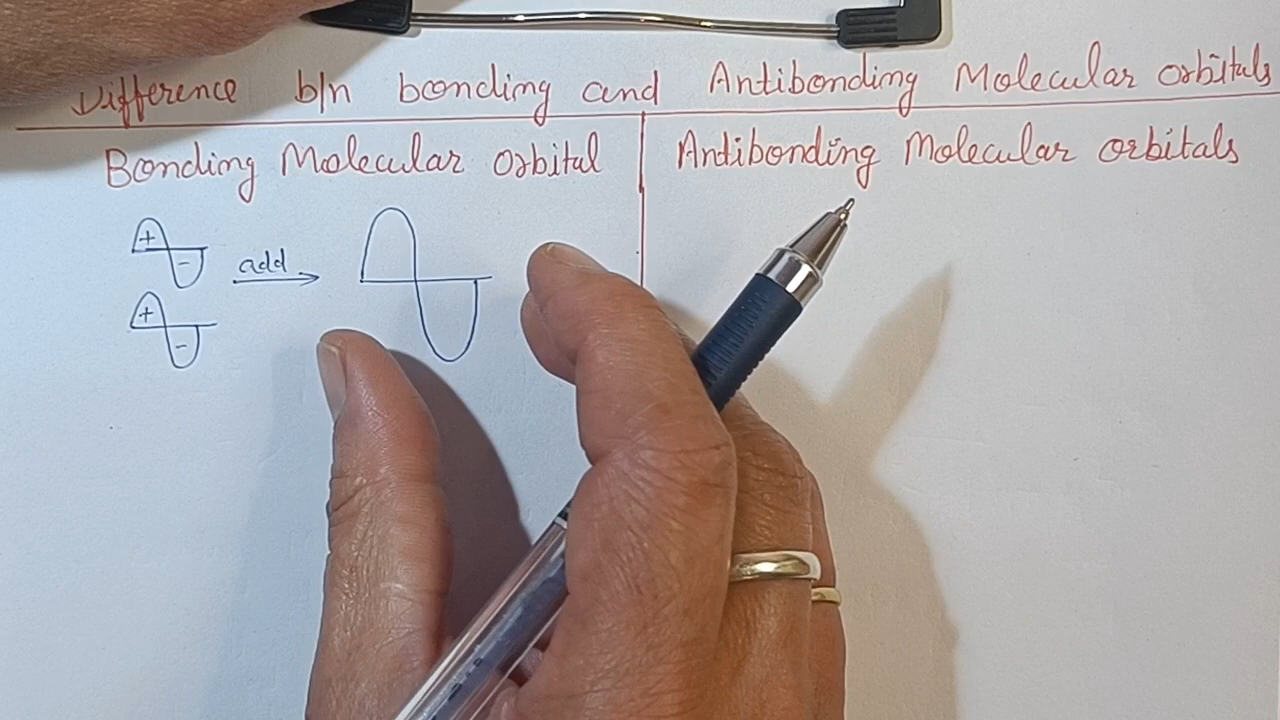 Difference b/n bonding and Antibonding Molecular orbitals
Bonding Molecular orbital
Antibonding Molecular orbitals
+
-
add
+
-